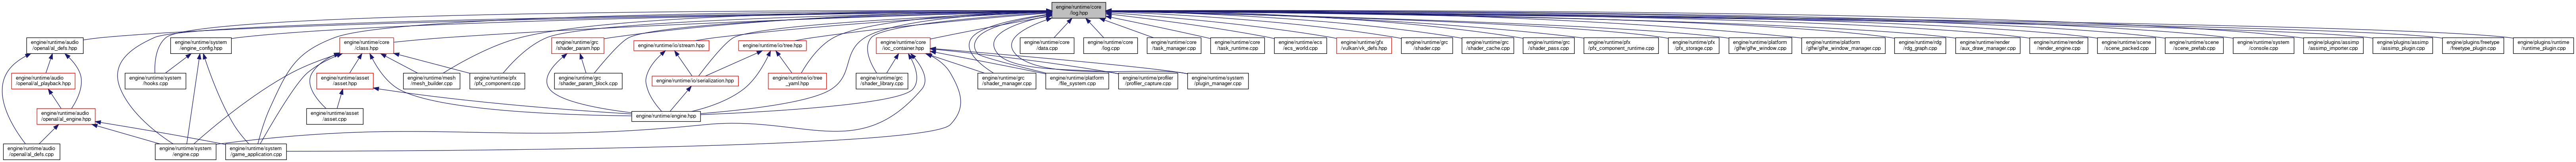 engine/runtime/core
/log.hpp
engine/runtime/audio
/openal/al_defs.hpp
engine/runtime/system
/engine_config.hpp
engine/runtime/core
/class.hpp
engine/runtime/grc
/shader_param.hpp
engine/runtime/io/stream.hpp
engine/runtime/io/tree.hpp
engine/runtime/core
/ioc_container.hpp
engine/runtime/core
/data.cpp
engine/runtime/core
/log.cpp
engine/runtime/core
/task_manager.cpp
engine/runtime/core
/task_runtime.cpp
engine/runtime/ecs
/ecs_world.cpp
engine/runtime/gfs
/vulkan/vk_defs.hpp
engine/runtime/grc
/shader.cpp
engine/runtime/grc
/shader_cache.cpp
engine/runtime/grc
/shader_pass.cpp
engine/runtime/pfx
/pfx_component_runtime.cpp
engine/runtime/pfx
/pfx_storage.cpp
engine/runtime/platform
/glfw/glfw_window.cpp
engine/runtime/platform
/glfw/glfw_window_manager.cpp
engine/runtime/rdg
/rdg_graph.cpp
engine/runtime/render
/aux_draw_manager.cpp
engine/runtime/render
/render_engine.cpp
engine/runtime/scene
/scene_packed.cpp
engine/runtime/scene
/scene_prefab.cpp
engine/runtime/system
/console.cpp
engine/plugins/assimp
/assimp_importer.cpp
engine/plugins/assimp
/assimp_plugin.cpp
engine/plugins/freetype
/freetype_plugin.cpp
engine/plugins/runtime
/runtime_plugin.cpp
engine/runtime/audio
/openal/al_playback.hpp
engine/runtime/system
/hooks.cpp
engine/runtime/asset
/asset.hpp
engine/runtime/mesh
/mesh_builder.cpp
engine/runtime/pfx
/pfx_component.cpp
engine/runtime/grc
/shader_param_block.cpp
engine/runtime/io/serialization.hpp
engine/runtime/io/tree
_yaml.hpp
engine/runtime/grc
/shader_library.cpp
engine/runtime/grc
/shader_manager.cpp
engine/runtime/platform
/file_system.cpp
engine/runtime/profiler
/profiler_capture.cpp
engine/runtime/system
/plugin_manager.cpp
engine/runtime/audio
/openal/al_engine.hpp
engine/runtime/asset
/asset.cpp
engine/runtime/engine.hpp
engine/runtime/audio
/openal/al_defs.cpp
engine/runtime/system
/engine.cpp
engine/runtime/system
/game_application.cpp